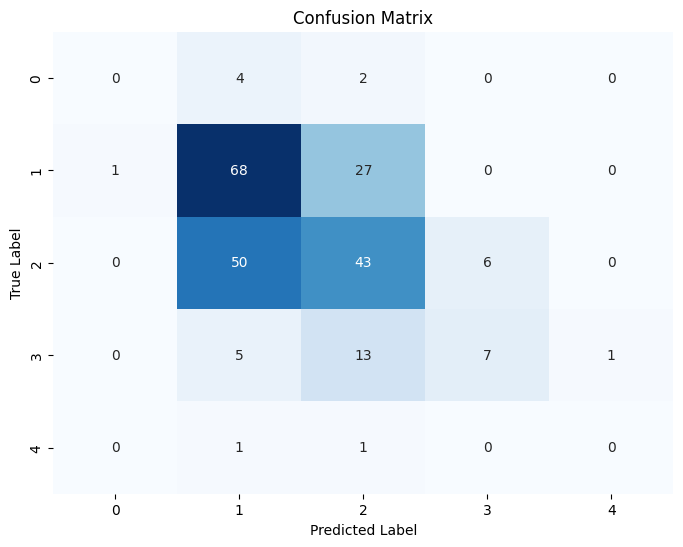 Confusion Matrix
True Label
0 0 4 2 0 0
1 1 68 27 0 0
2 0 50 43 6 0
3 0 5 13 7 1
4 0 1 1 0 0
0 1 2 3 4
Predicted Label